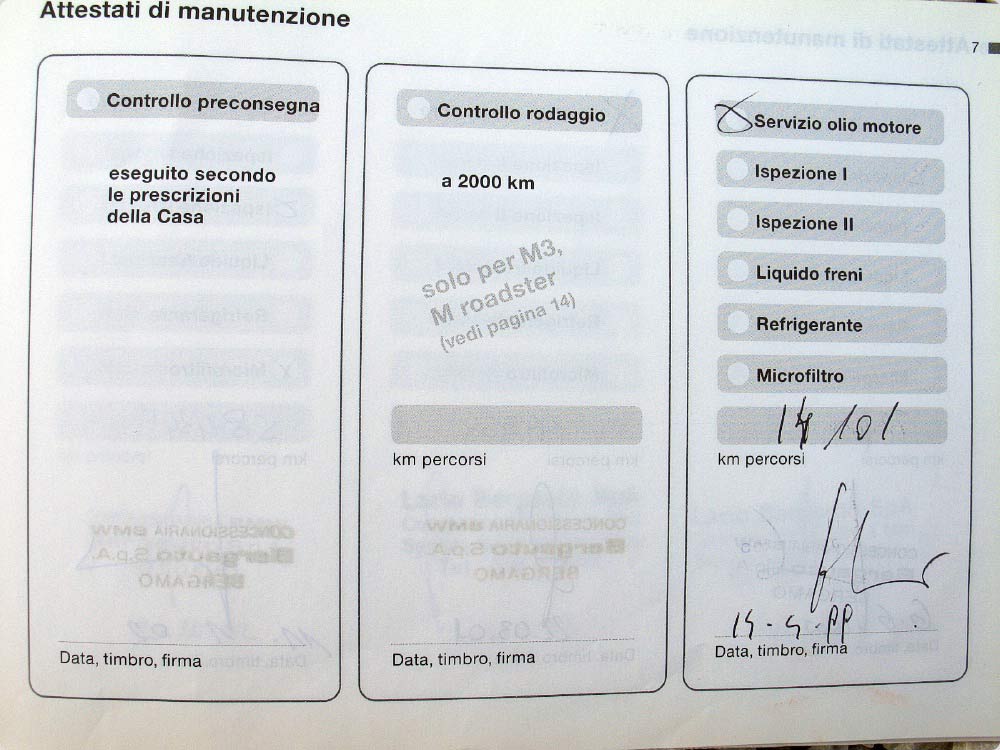 Attestati di manutenzione
7
Controllo preconsegna
eseguito secondo
le prescrizioni
della Casa
Data, timbro, firma
Controllo rodaggio
a 2000 km
solo per M3,
M roadster
(vedi pagina 14)
km percorsi
Data, timbro, firma
Servizio olio motore
Ispezione I
Ispezione II
Liquido freni
Refrigerante
Microfiltro
km percorsi
Data, timbro, firma